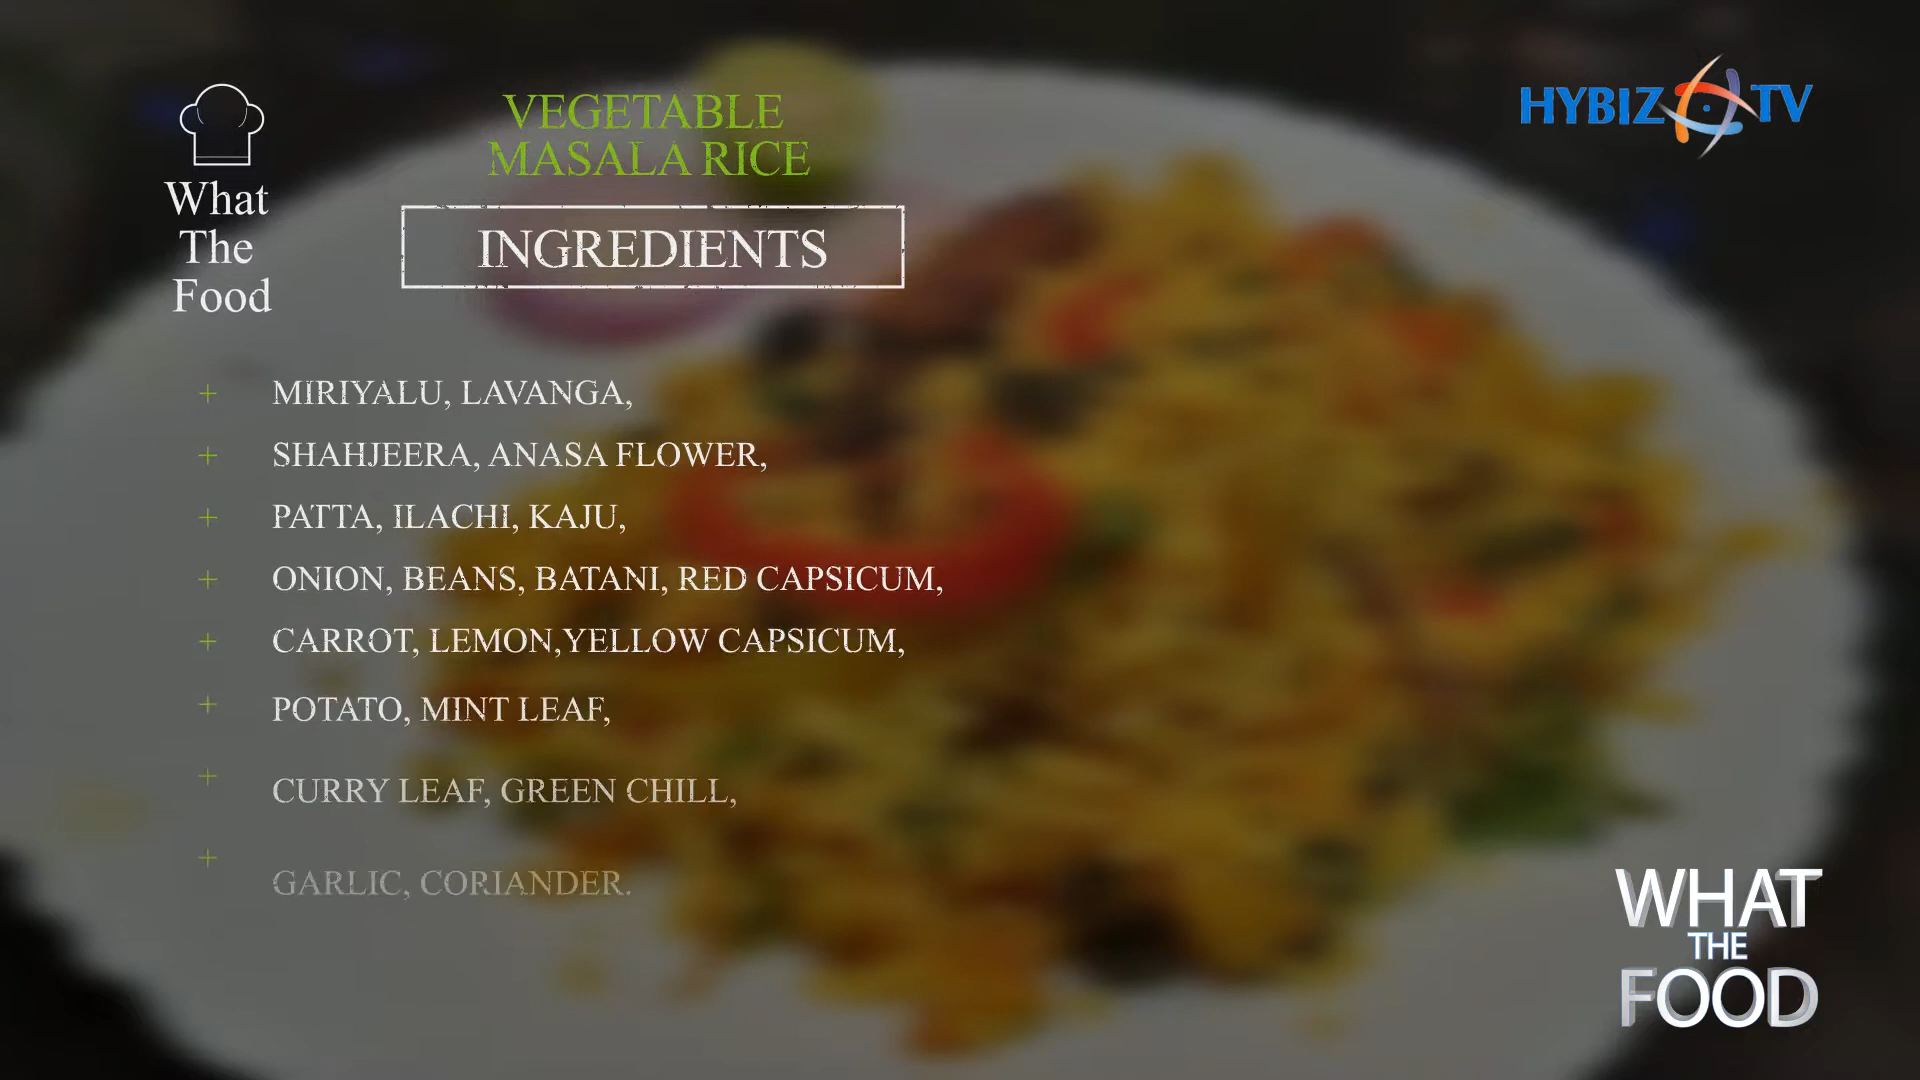 What
The
Food
VEGETABLE
MASALA RICE
INGREDIENTS
HYBIZ TV
+ MIRIYALU, LAVANGA,
+ SHAHJEERA, ANASA FLOWER,
+ PATTA, ILACHI, KAJU,
+ ONION, BEANS, BATANI, RED CAPSICUM,
+ CARROT, LEMON,YELLOW CAPSICUM,
+ POTATO, MINT LEAF,
+ CURRY LEAF, GREEN CHILL,
+ GARLIC, CORIANDER.
WHAT
THE
FOOD